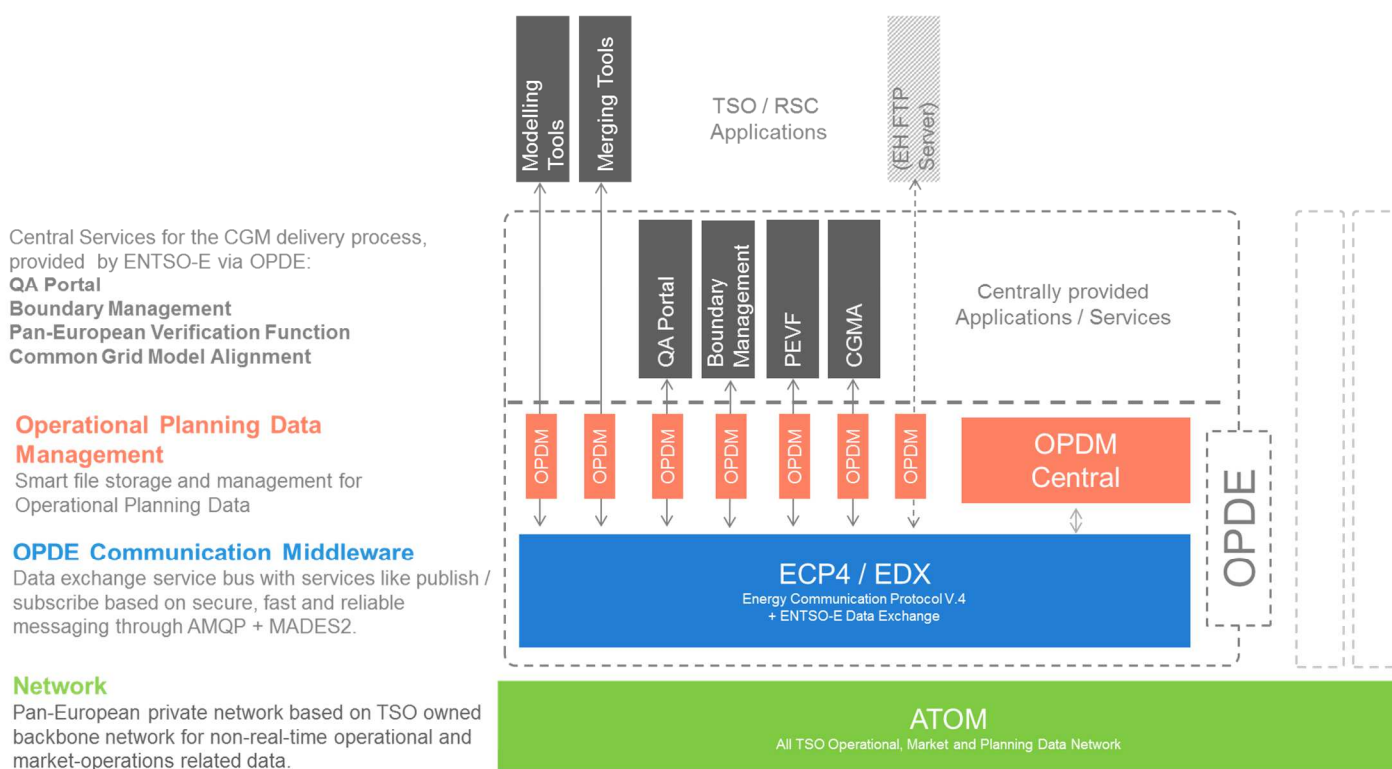 Modelling
Tools
Merging Tools
TSO / RSC
Applications
(EH FTP
Server)
Central Services for the CGM delivery process,
provided by ENTSO-E via OPDE:
QA Portal
Boundary Management
Pan-European Verification Function
Common Grid Model Alignment
QA Portal
Boundary
Management
PEVF
CGMA
Centrally provided
Applications / Services
Operational Planning Data
Management
Smart file storage and management for
Operational Planning Data
OPDM
OPDM
OPDM
OPDM
OPDM
OPDM
OPDM
OPDM
Central
OPDE
OPDE Communication Middleware
Data exchange service bus with services like publish /
subscribe based on secure, fast and reliable
messaging through AMQP + MADES2.
ECP4 / EDX
Energy Communication Protocol V.4
+ ENTSO-E Data Exchange
Network
Pan-European private network based on TSO owned
backbone network for non-real-time operational and
market-operations related data.
ATOM
All TSO Operational, Market and Planning Data Network